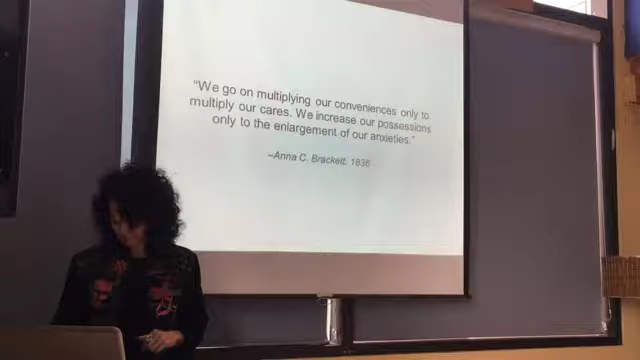 “We go on multiplying our conveniences only to
multiply our cares. We increase our possessions
only to the enlargement of our anxieties.”
–Anna C. Brackett, 1836